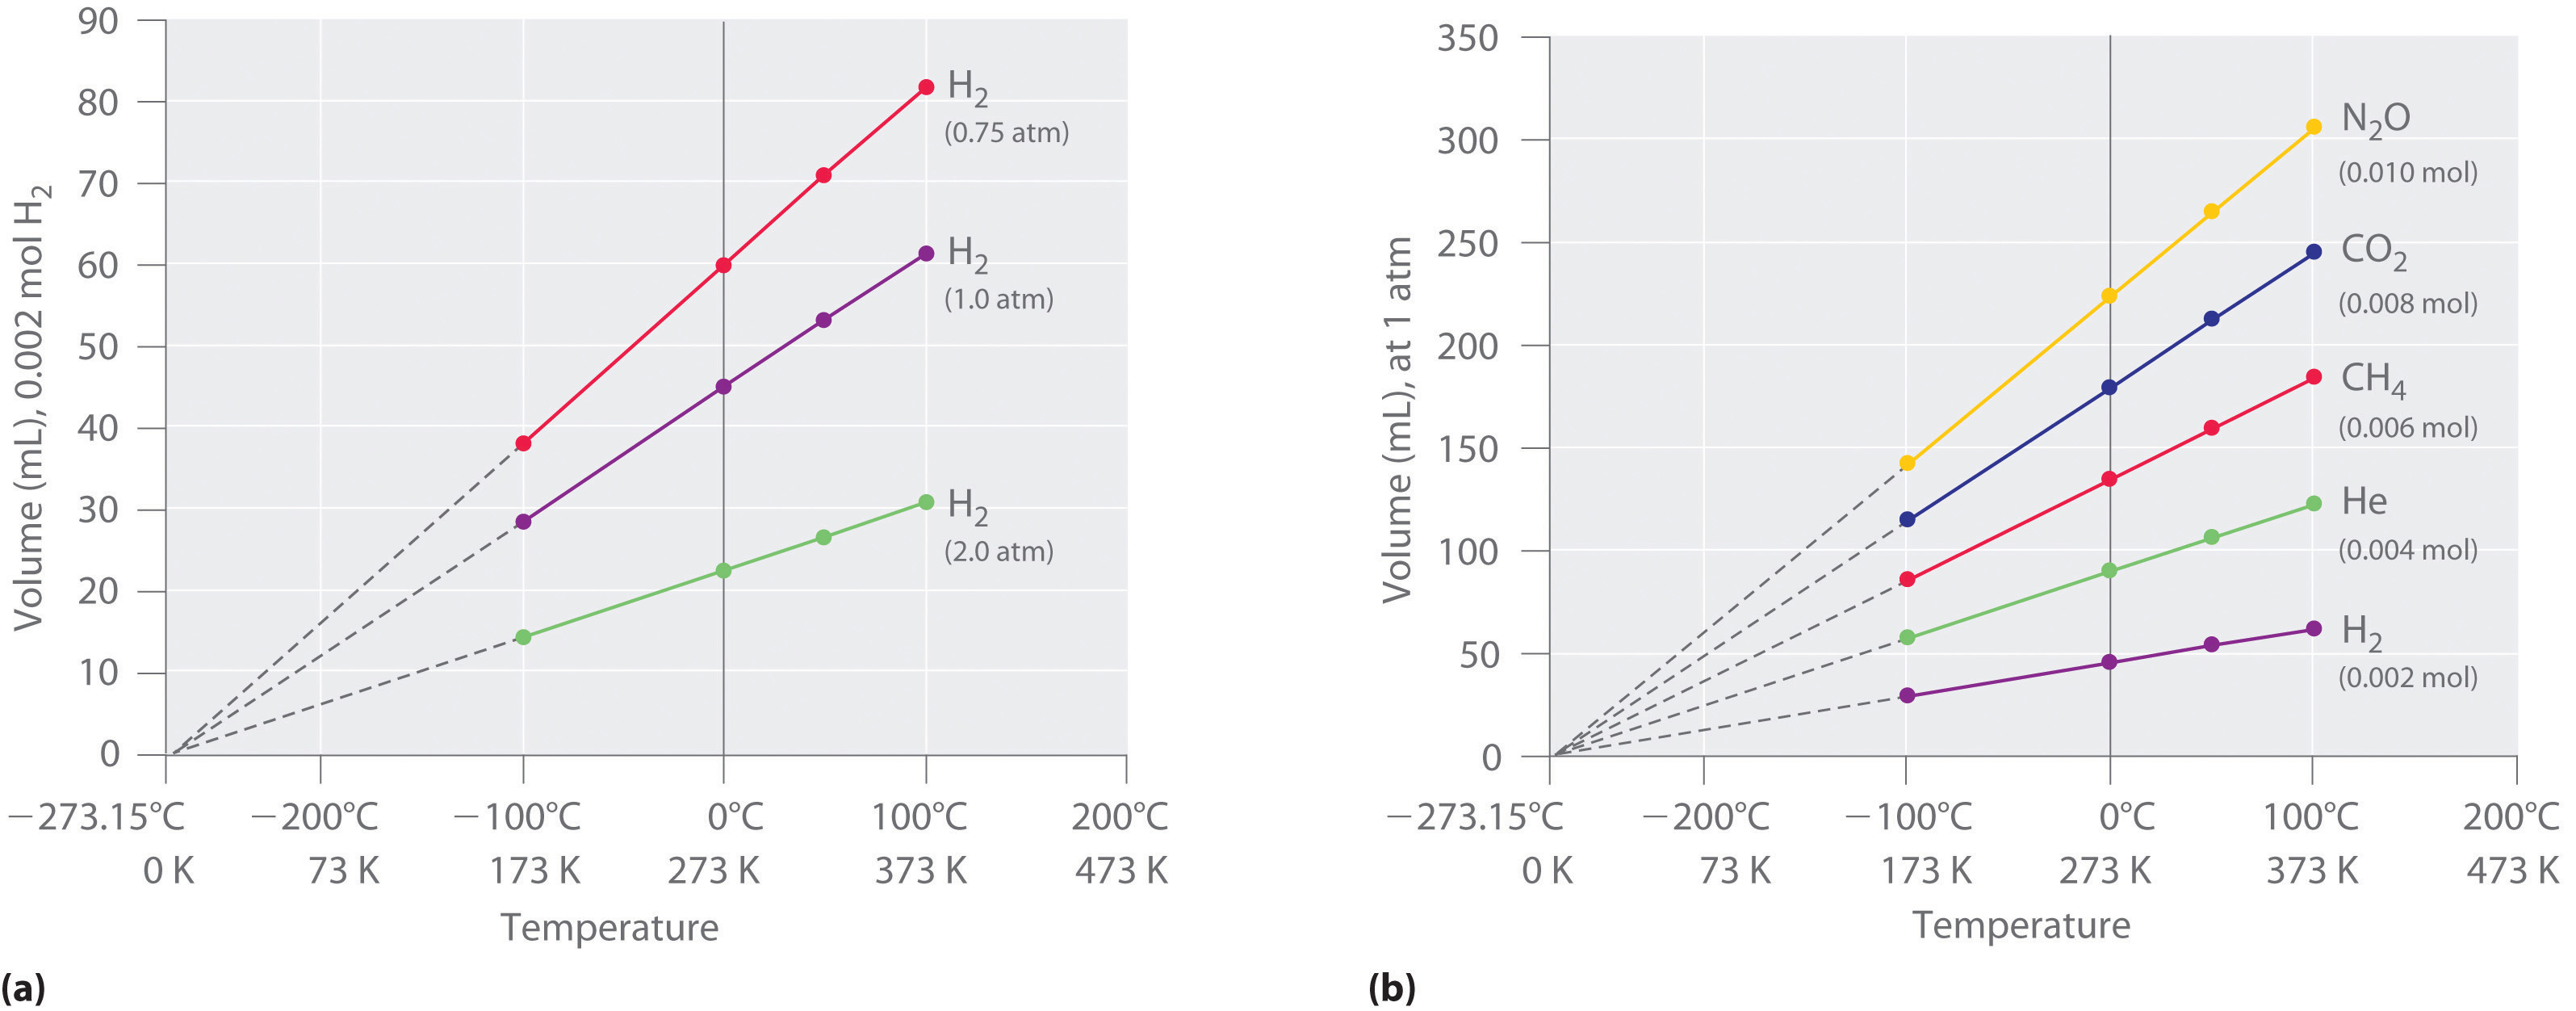 Volume (mL), 0.002 mol H₂
90
80
70
60
50
40
30
20
10
0
H₂
(0.75 atm)
H₂
(1.0 atm)
H₂
(2.0 atm)
−273.15°C −200°C −100°C 0°C 100°C 200°C
0 K 73 K 173 K 273 K 373 K 473 K
Temperature
(a)
Volume (mL), at 1 atm
350
300
250
200
150
100
50
0
N₂O
(0.010 mol)
CO₂
(0.008 mol)
CH₄
(0.006 mol)
He
(0.004 mol)
H₂
(0.002 mol)
−273.15°C −200°C −100°C 0°C 100°C 200°C
0 K 73 K 173 K 273 K 373 K 473 K
Temperature
(b)